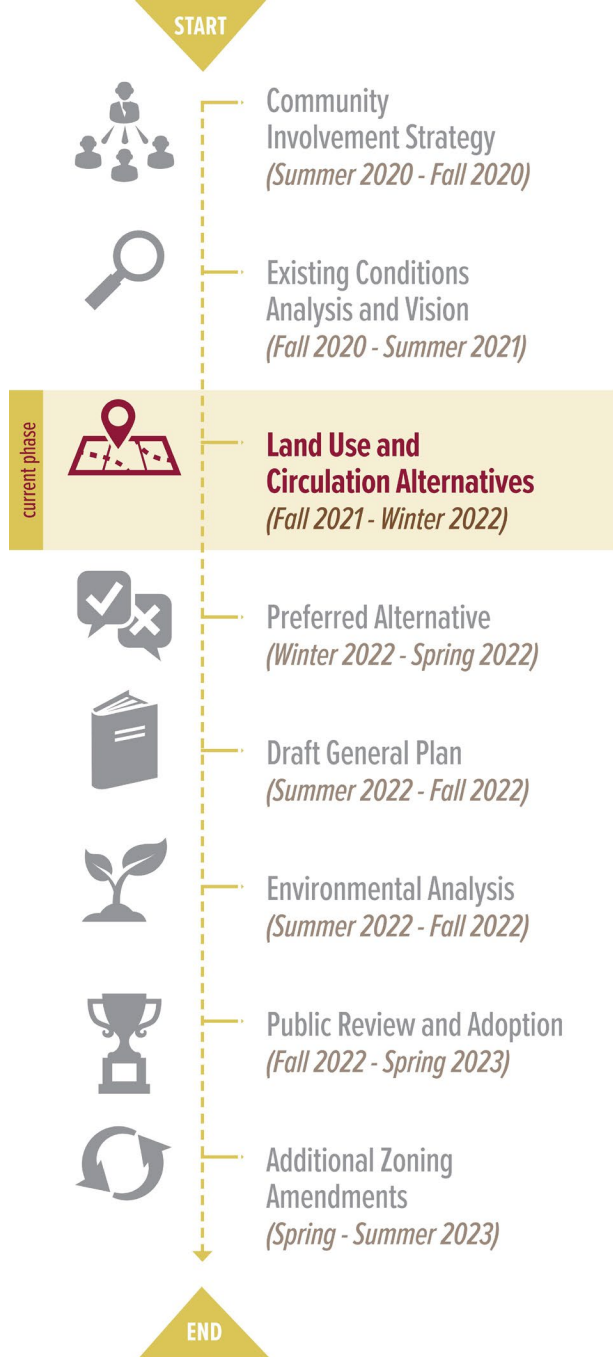 START
Community
Involvement Strategy
(Summer 2020 - Fall 2020)
Existing Conditions
Analysis and Vision
(Fall 2020 - Summer 2021)
current phase
Land Use and
Circulation Alternatives
(Fall 2021 - Winter 2022)
Preferred Alternative
(Winter 2022 - Spring 2022)
Draft General Plan
(Summer 2022 - Fall 2022)
Environmental Analysis
(Summer 2022 - Fall 2022)
Public Review and Adoption
(Fall 2022 - Spring 2023)
Additional Zoning
Amendments
(Spring - Summer 2023)
END